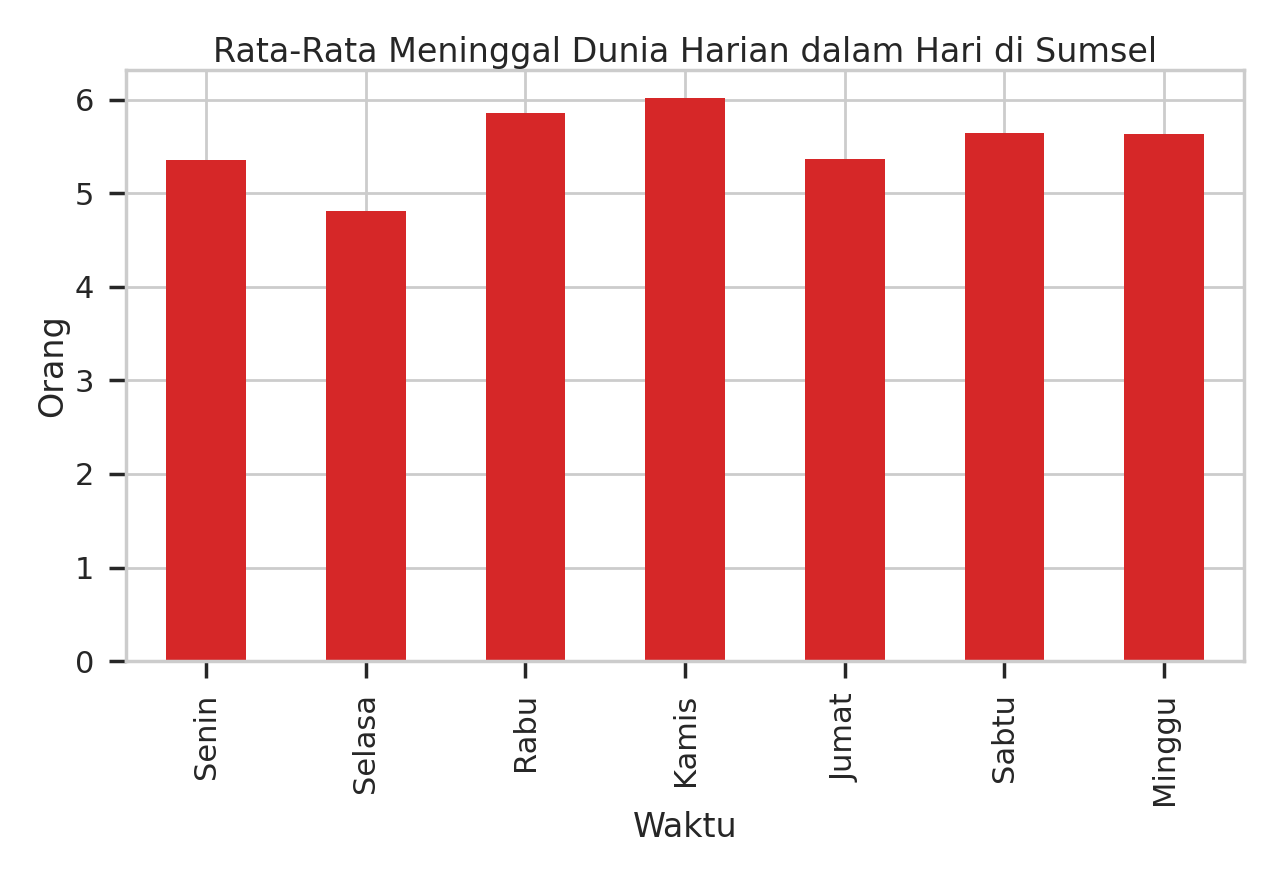 Rata-Rata Meninggal Dunia Harian dalam Hari di Sumsel
6
5
4
3
2
1
0
Orang
Senin
Selasa
Rabu
Kamis
Jumat
Sabtu
Minggu
Waktu